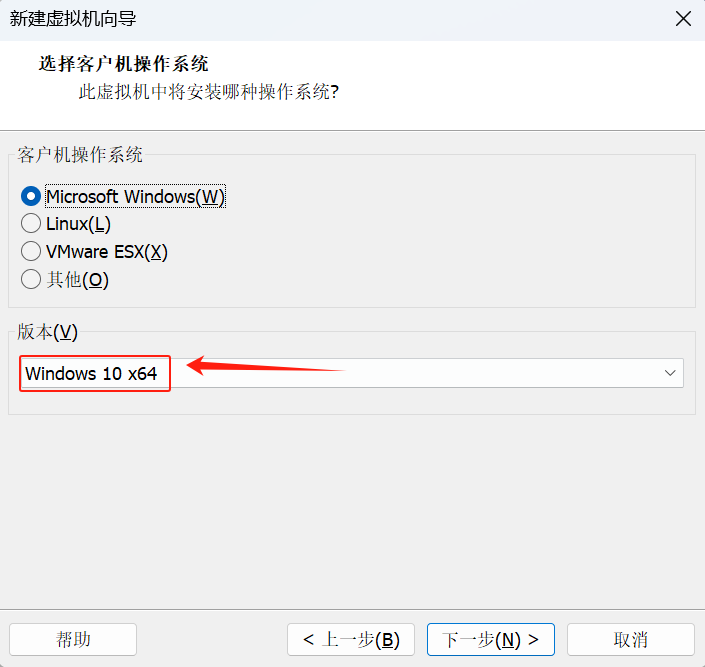 新建虚拟机向导
选择客户机操作系统
此虚拟机中将安装哪种操作系统?
客户机操作系统
Microsoft Windows(W)
Linux(L)
VMware ESX(X)
其他(O)
版本(V)
Windows 10 x64
帮助
< 上一步(B)
下一步(N) >
取消